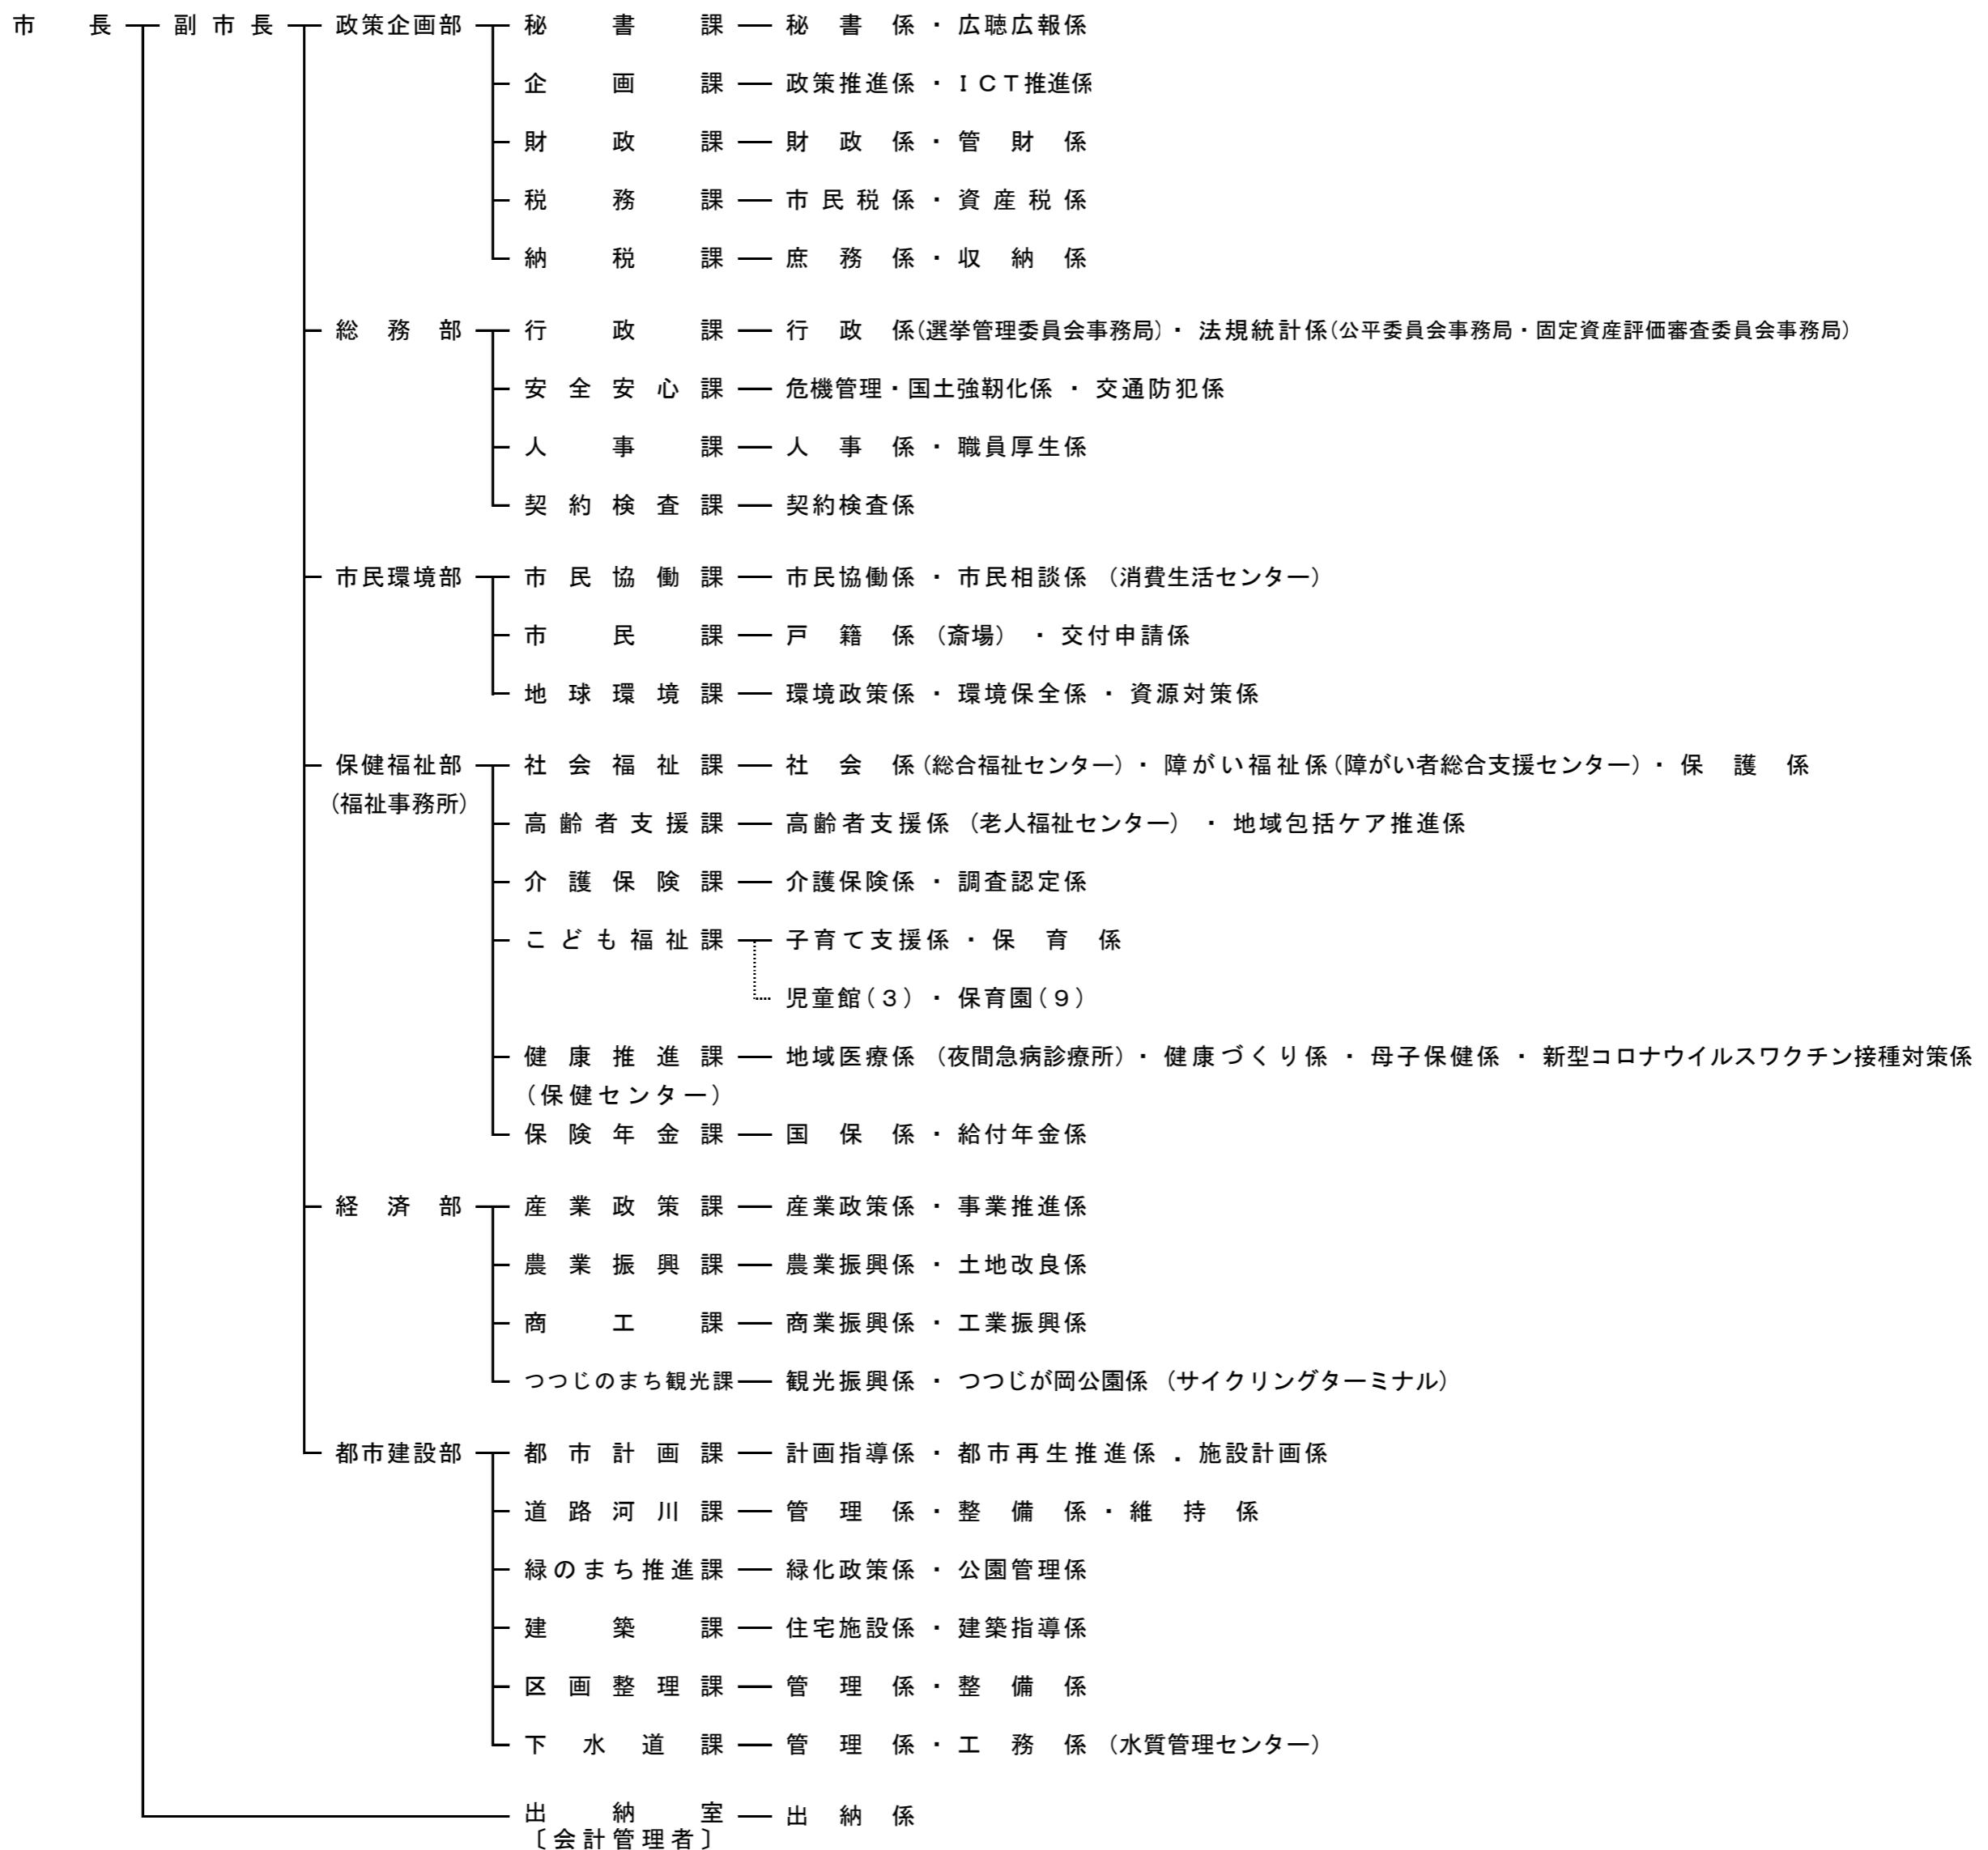 市長 副市長 政策企画部 秘書課 秘書係・広聴広報係
企画課 政策推進係・ＩＣＴ推進係
財政課 財政係・管財係
税務課 市民税係・資産税係
納税課 庶務係・収納係
総務部 行政課 行政係(選挙管理委員会事務局)・法規統計係(公平委員会事務局・固定資産評価審査委員会事務局)
安全安心課 危機管理・国土強靭化係・交通防犯係
人事課 人事係・職員厚生係
契約検査課 契約検査係
市民環境部 市民協働課 市民協働係・市民相談係（消費生活センター）
市民課 戸籍係（斎場）・交付申請係
地球環境課 環境政策係・環境保全係・資源対策係
保健福祉部 社会福祉課 社会係(総合福祉センター)・障がい福祉係(障がい者総合支援センター)・保護係
(福祉事務所)
高齢者支援課 高齢者支援係（老人福祉センター）・地域包括ケア推進係
介護保険課 介護保険係・調査認定係
こども福祉課 子育て支援係・保育係
児童館(３)・保育園(９)
健康推進課 地域医療係（夜間急病診療所)・健康づくり係・母子保健係・新型コロナウイルスワクチン接種対策係
(保健センター)
保険年金課 国保係・給付年金係
経済部 産業政策課 産業政策係・事業推進係
農業振興課 農業振興係・土地改良係
商工課 商業振興係・工業振興係
つつじのまち観光課 観光振興係・つつじが岡公園係（サイクリングターミナル）
都市建設部 都市計画課 計画指導係・都市再生推進係．施設計画係
道路河川課 管理係・整備係・維持係
緑のまち推進課 緑化政策係・公園管理係
建築課 住宅施設係・建築指導係
区画整理課 管理係・整備係
下水道課 管理係・工務係（水質管理センター）
出納室 出納係
〔会計管理者〕